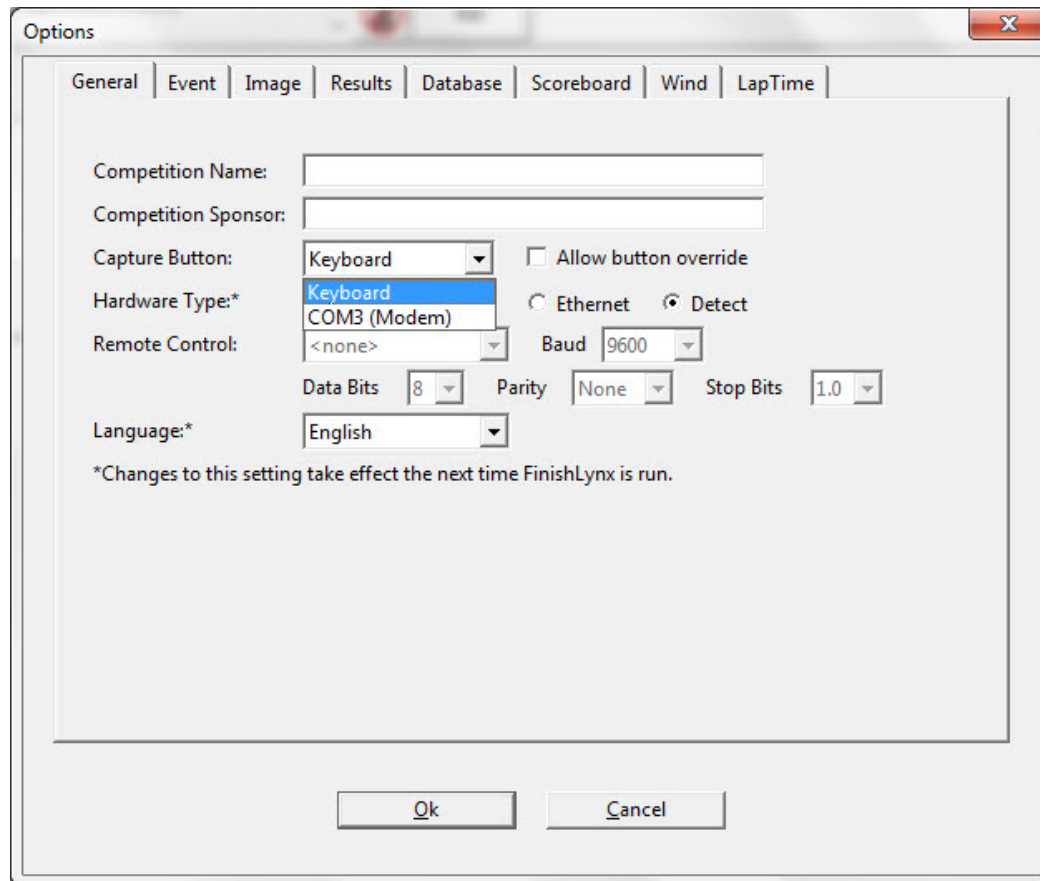 Options
General Event Image Results Database Scoreboard Wind LapTime
Competition Name:
Competition Sponsor:
Capture Button: Keyboard Allow button override
Keyboard
Hardware Type:* Ethernet Detect
COM3 (Modem)
Remote Control: <none> Baud 9600
Data Bits 8 Parity None Stop Bits 1.0
Language:* English
*Changes to this setting take effect the next time FinishLynx is run.
Ok Cancel